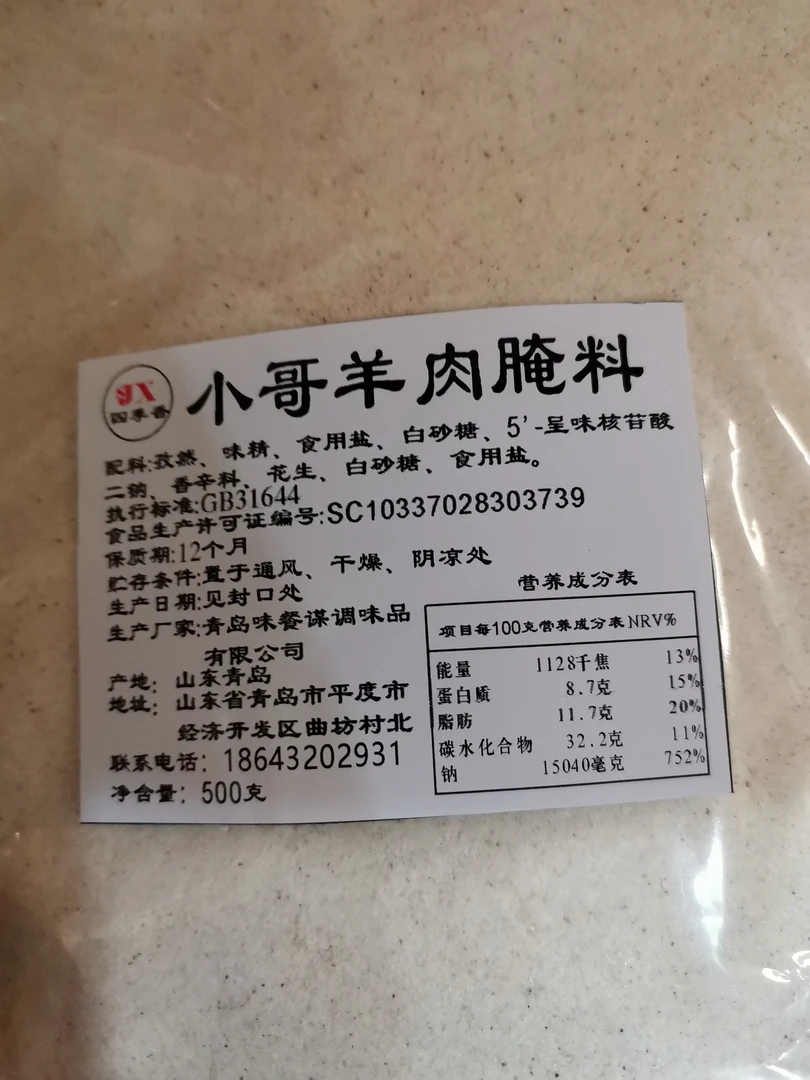 JX
四季香
小哥羊肉腌料
配料:孜然、味精、食用盐、白砂糖、5'-呈味核苷酸
二钠、香辛料、花生、白砂糖、食用盐。
执行标准:GB31644
食品生产许可证编号:SC10337028303739
保质期:12个月
贮存条件:置于通风、干燥、阴凉处
生产日期:见封口处
生产厂家:青岛味餐谋调味品
有限公司
产地:山东青岛
地址:山东省青岛市平度市
经济开发区曲坊村北
联系电话:18643202931
净含量:500克
营养成分表
项目每100克营养成分表NRV%
能量 1128千焦 13%
蛋白质 8.7克 15%
脂肪 11.7克 20%
碳水化合物 32.2克 11%
钠 15040毫克 752%